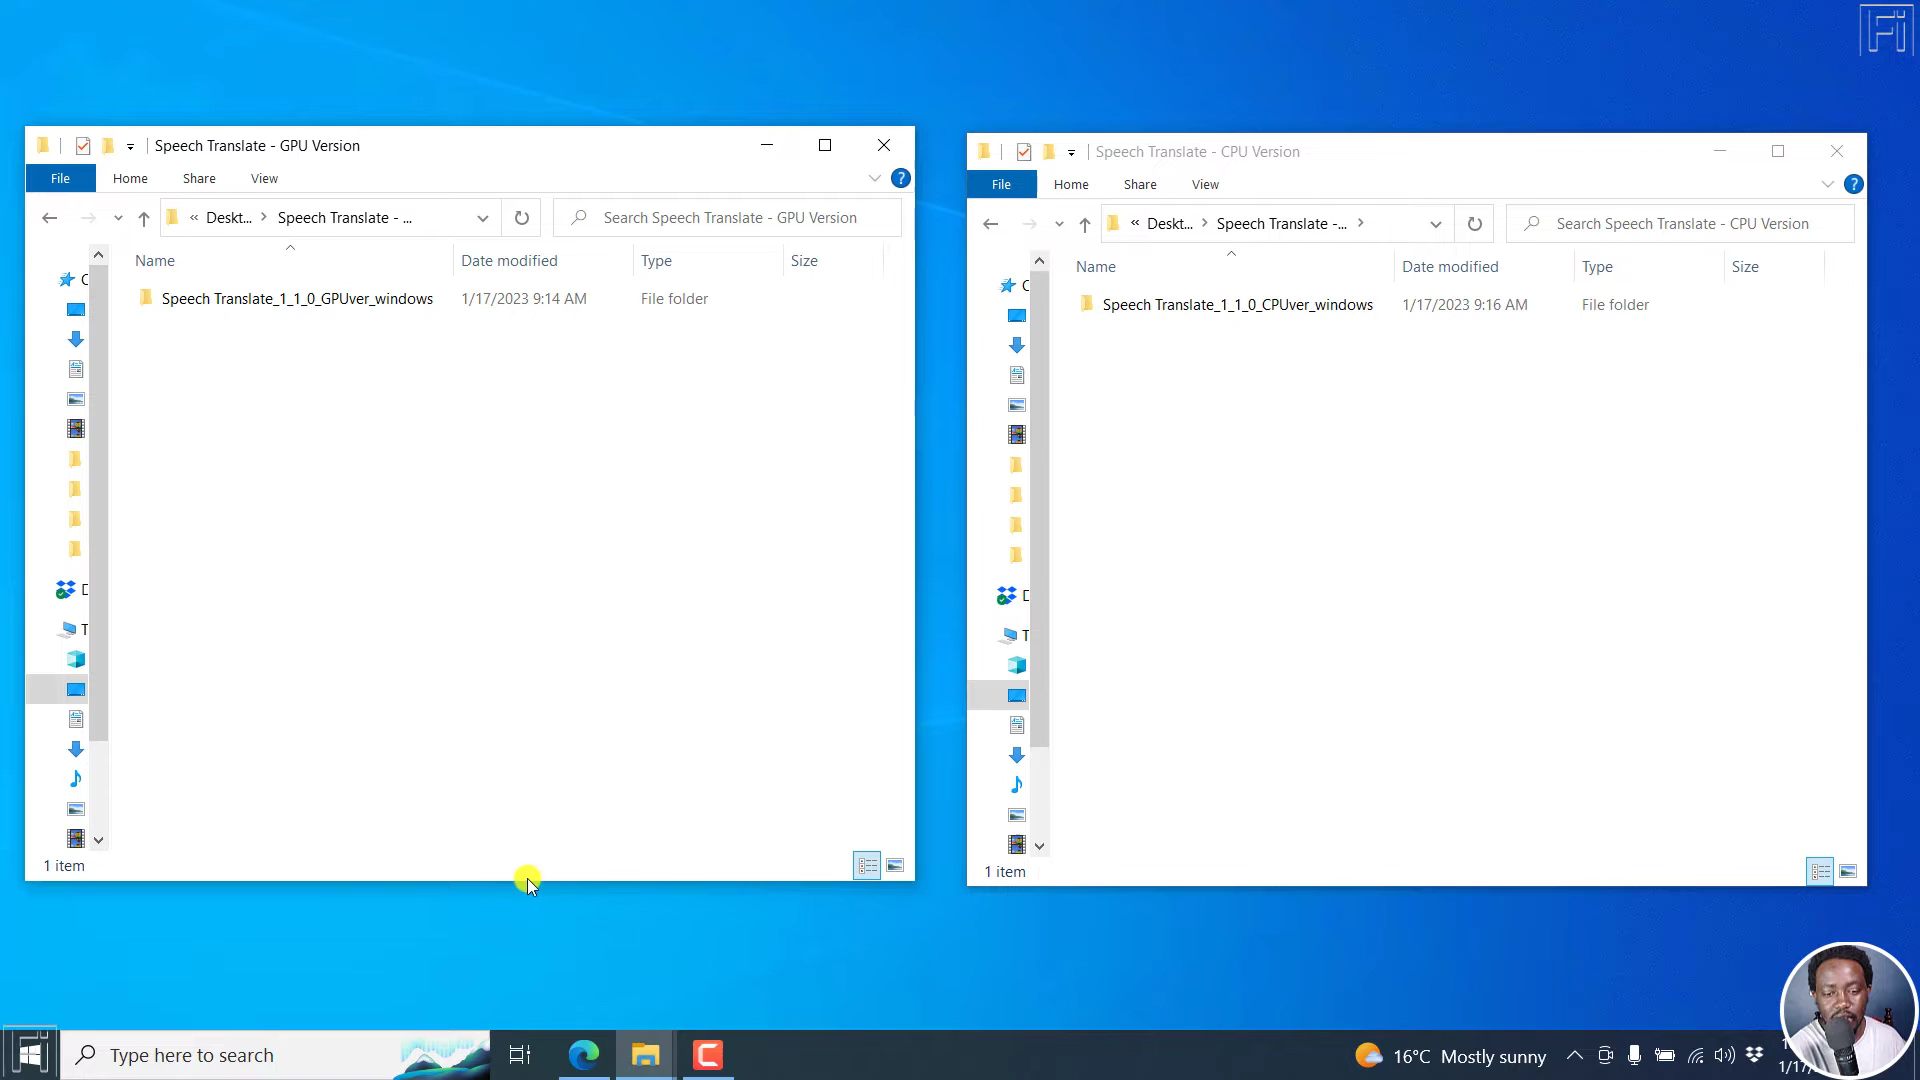 Fi
Speech Translate - GPU Version
File Home Share View
« Deskt... > Speech Translate - ...
Search Speech Translate - GPU Version
Name Date modified Type Size
Speech Translate_1_1_0_GPUver_windows 1/17/2023 9:14 AM File folder
1 item
Speech Translate - CPU Version
File Home Share View
« Deskt... > Speech Translate -... >
Search Speech Translate - CPU Version
Name Date modified Type Size
Speech Translate_1_1_0_CPUver_windows 1/17/2023 9:16 AM File folder
1 item
Type here to search
16°C Mostly sunny